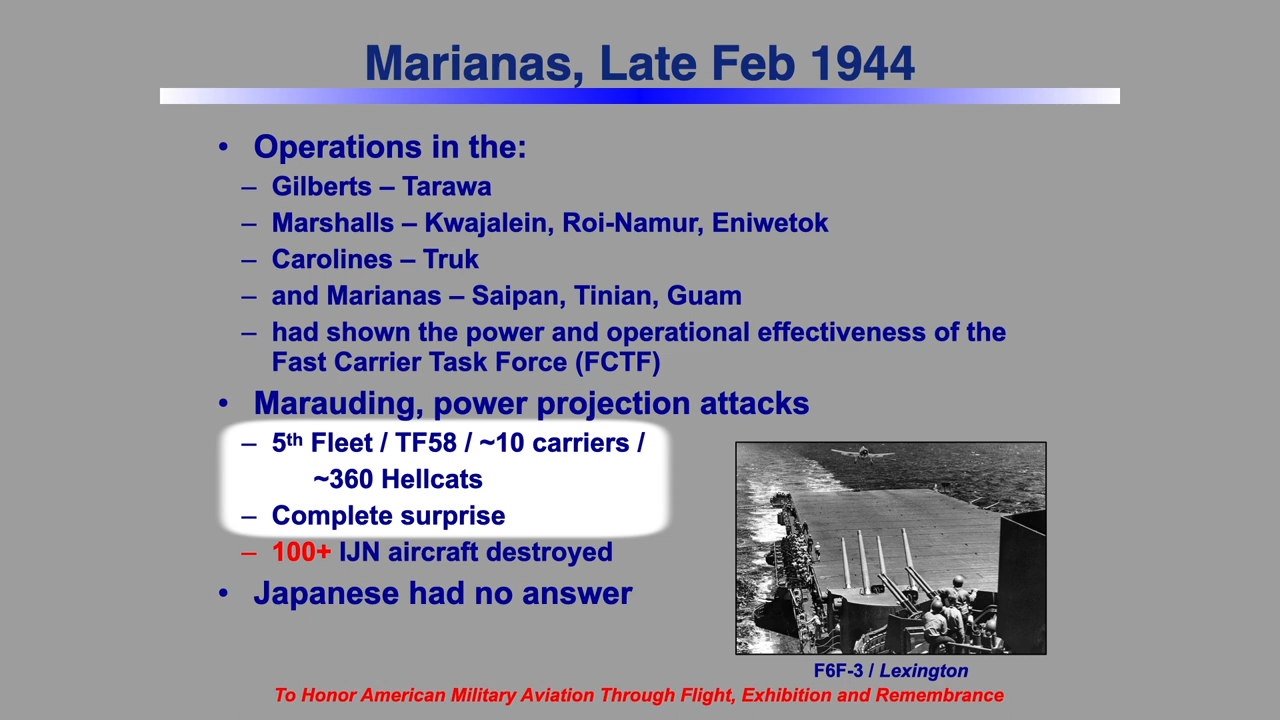 Marianas, Late Feb 1944
• Operations in the:
– Gilberts – Tarawa
– Marshalls – Kwajalein, Roi-Namur, Eniwetok
– Carolines – Truk
– and Marianas – Saipan, Tinian, Guam
– had shown the power and operational effectiveness of the
Fast Carrier Task Force (FCTF)
• Marauding, power projection attacks
– 5th Fleet / TF58 / ~10 carriers /
~360 Hellcats
– Complete surprise
– 100+ IJN aircraft destroyed
• Japanese had no answer
F6F-3 / Lexington
To Honor American Military Aviation Through Flight, Exhibition and Remembrance